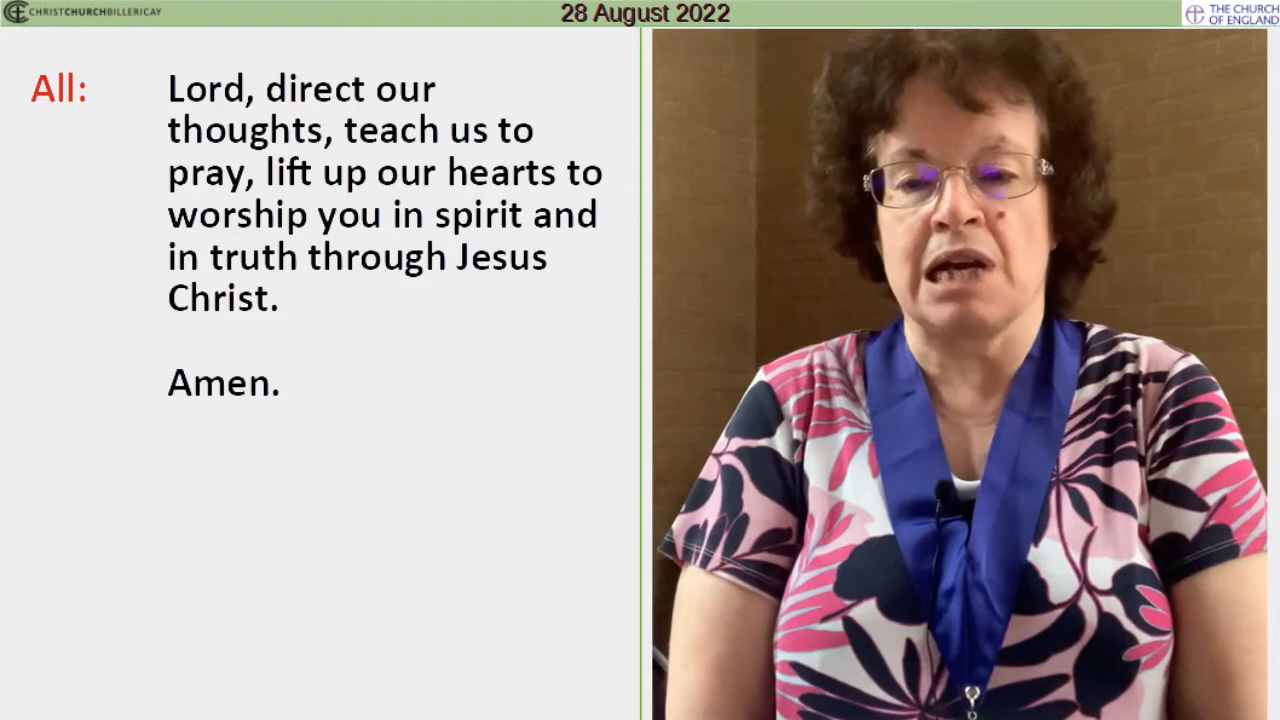 CHRISTCHURCHBILLERICAY
28 August 2022
THE CHURCH
OF ENGLAND
All: Lord, direct our
thoughts, teach us to
pray, lift up our hearts to
worship you in spirit and
in truth through Jesus
Christ.
Amen.